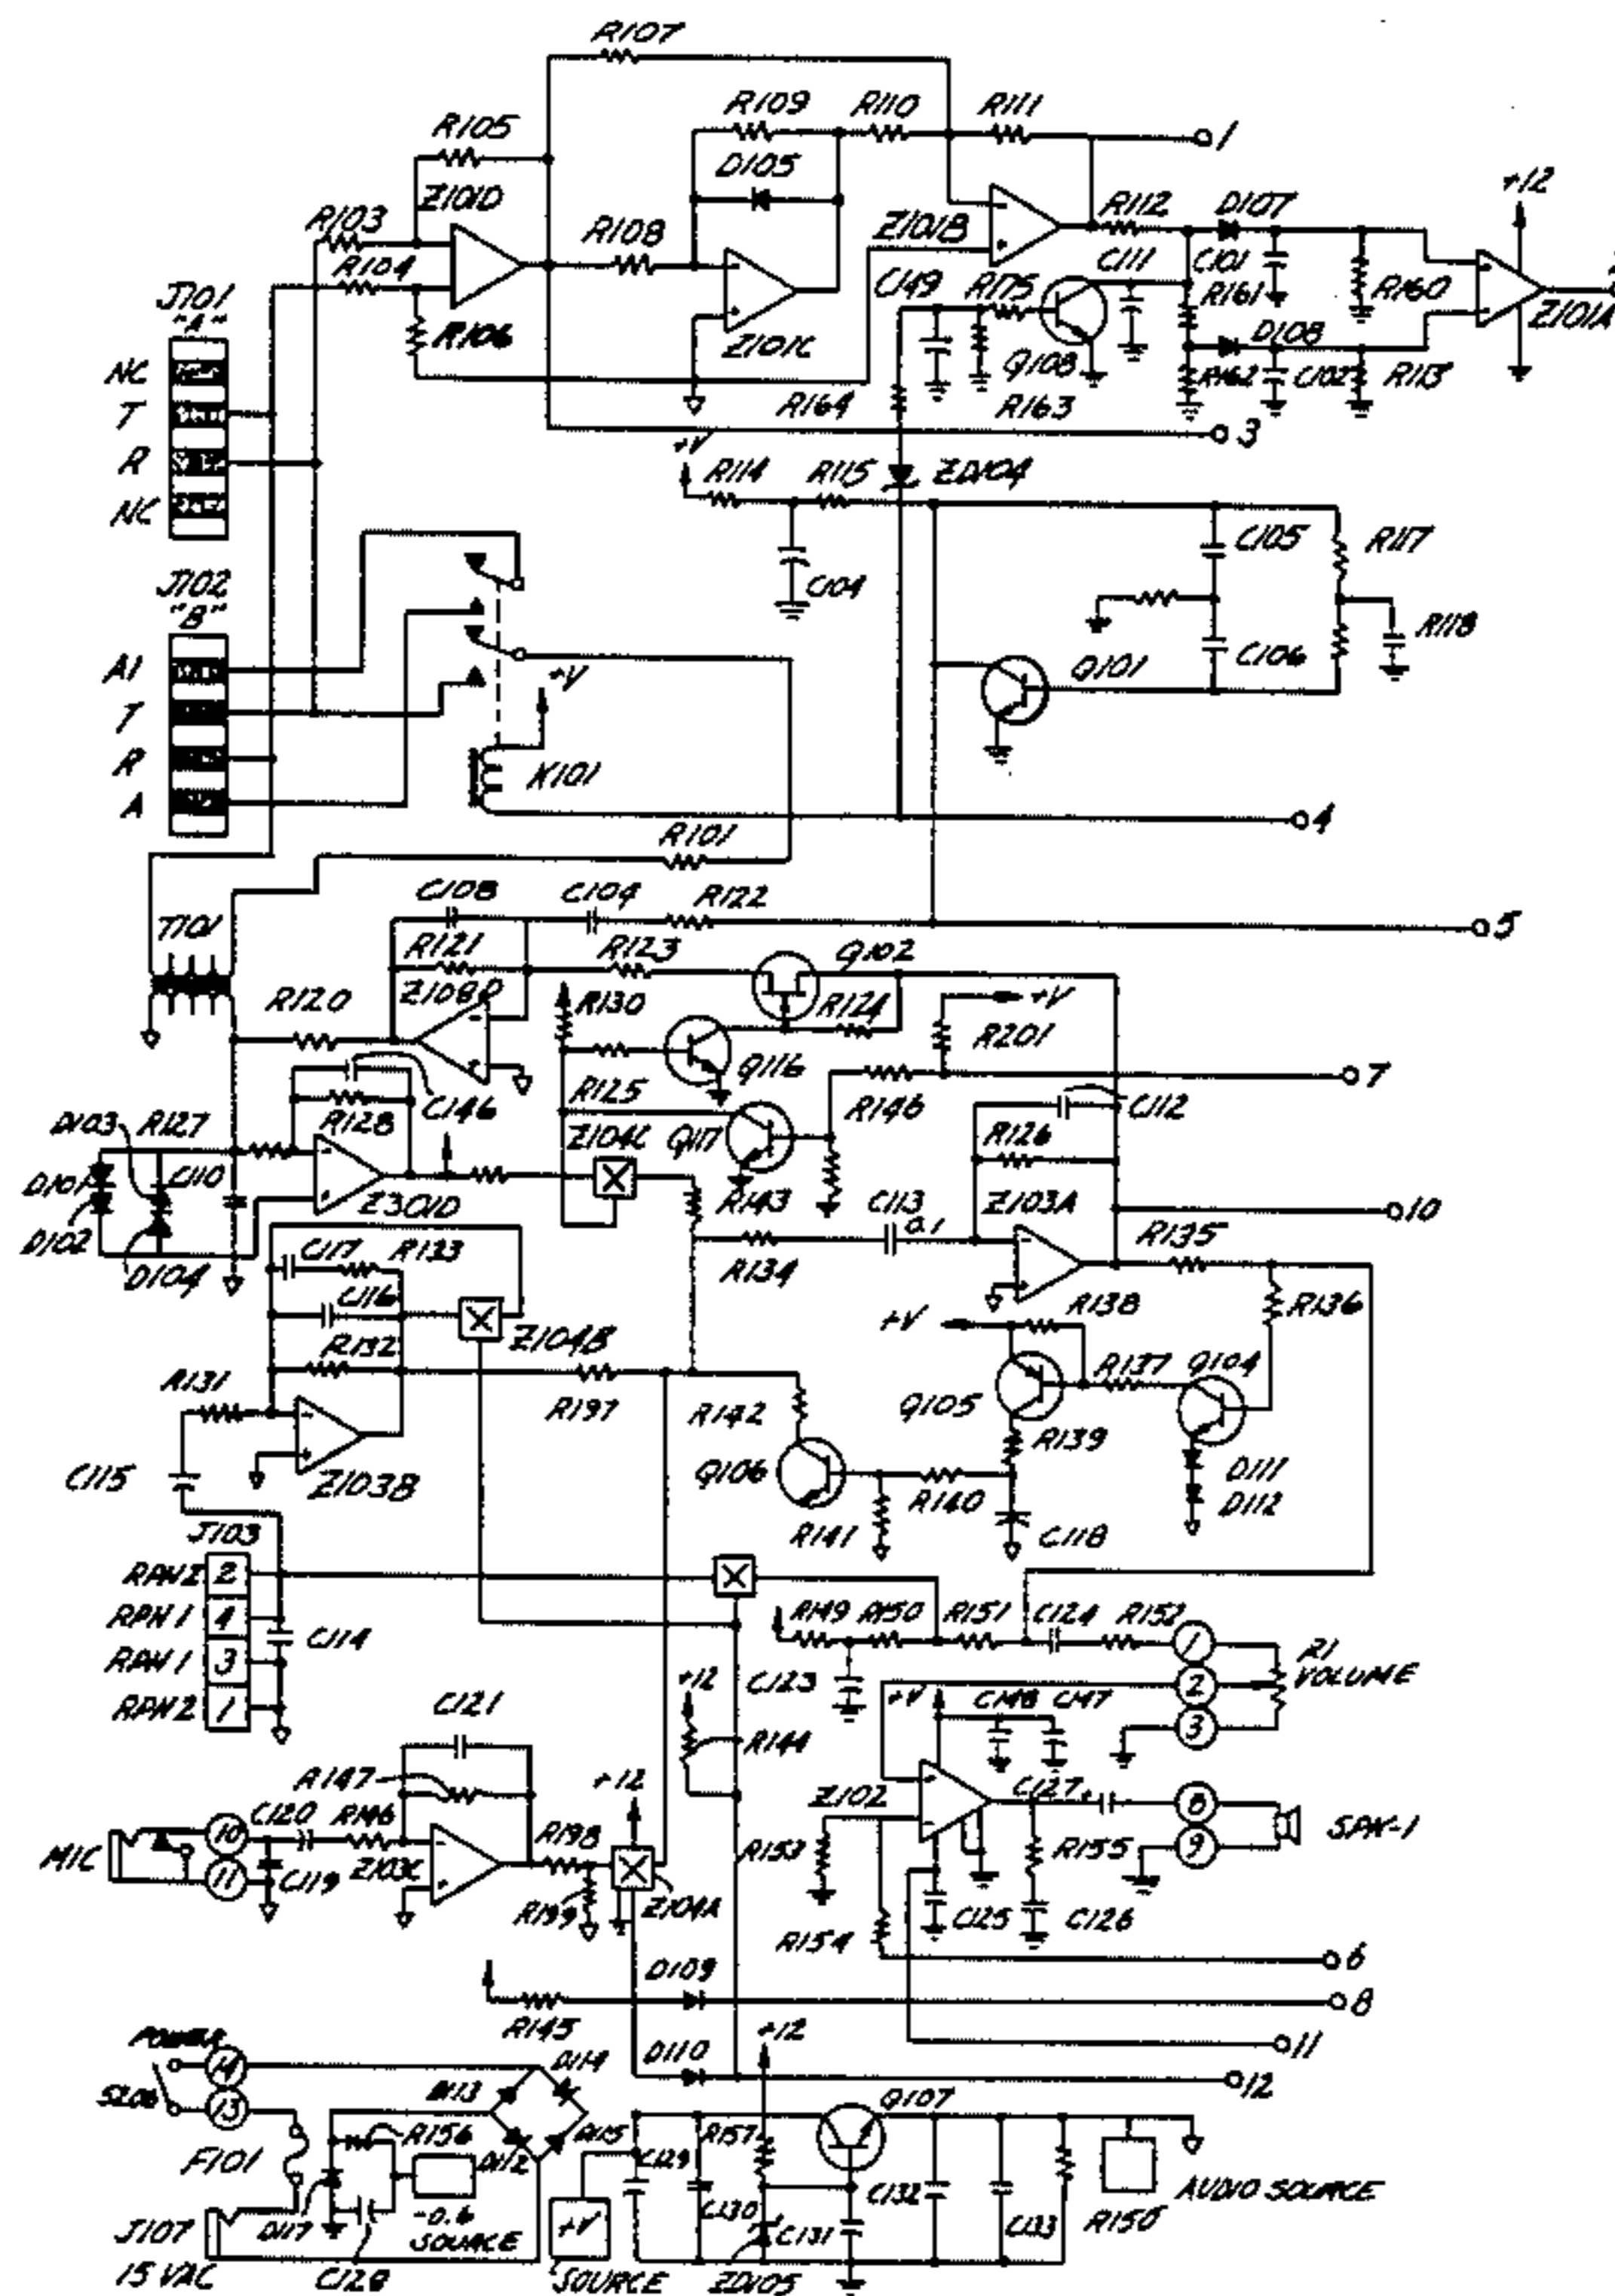 R107
R109 R110 R111
R105
D105
1
+12
Z101D
R103
R108
Z101B
R112 D107
R104
C149 R175
C111
C101
R161
R160
Z101A
J101
"A"
R106
Z101C
Q108
D108
R162 C102
R113
NC
T
R
NC
R164
R163
3
+V
R114 R115
ZD104
J102
"B"
C104
C105
R117
R118
C106
Q101
A1
T
R
A
+V
K101
4
R101
C108 C104 R122
5
T101
R121 R123
Q102
R120
Z108D
R130
R124
+V
R201
Q116
7
R125
R146
C112
D103 R127
R128
C146
Z104C Q117
R126
D101
C110
Z301D
R143
C113
0.1
Z103A
10
D102
D104
C117 R133
R134
R135
C116
Z104B
+V
R138
R136
R132
R131
R197
R142
Q105
R137
Q104
R139
C115
Z103B
Q106
R140
D111
D112
R141
C118
J103
RPN2 2
RPN1 4
RPN1 3
RPN2 1
C114
R149 R150 R151 C124 R152
1
2
3
R1
VOLUME
C123
+12
R144
+V
C148 C147
C121
R147
+12
Z102
C127
8
9
SPK-1
MIC
10
11
C120 R146
C119
Z103C
R198
R199
Z104A
R153
R155
R154
C125
C126
6
D109
8
R145
+12
11
D110
12
POWER
14
13
D114
D113
Q107
F101
R156
D115
D112
C129
R157
C130
C131
C132
C133
R150
AUDIO SOURCE
J107
15 VAC
D117
-0.6
SOURCE
C128
+V
SOURCE
ZD105